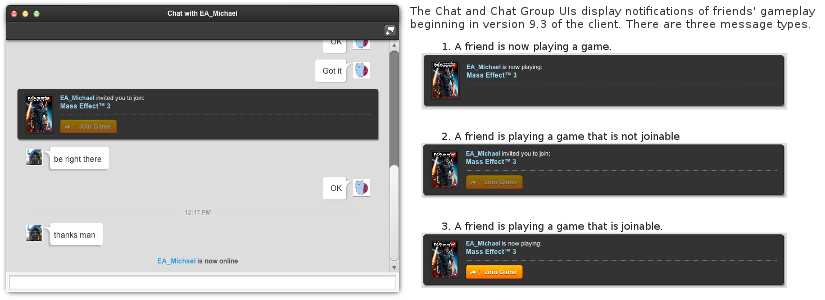 Chat with EA_Michael
OK
Got it
EA_Michael invited you to join:
Mass Effect™ 3
Join Game
be right there
OK
12:17 PM
thanks man
EA_Michael is now online
The Chat and Chat Group UIs display notifications of friends' gameplay
beginning in version 9.3 of the client. There are three message types.
1. A friend is now playing a game.
EA_Michael is now playing:
Mass Effect™ 3
2. A friend is playing a game that is not joinable
EA_Michael invited you to join:
Mass Effect™ 3
Join Game
3. A friend is playing a game that is joinable.
EA_Michael is now playing:
Mass Effect™ 3
Join Game